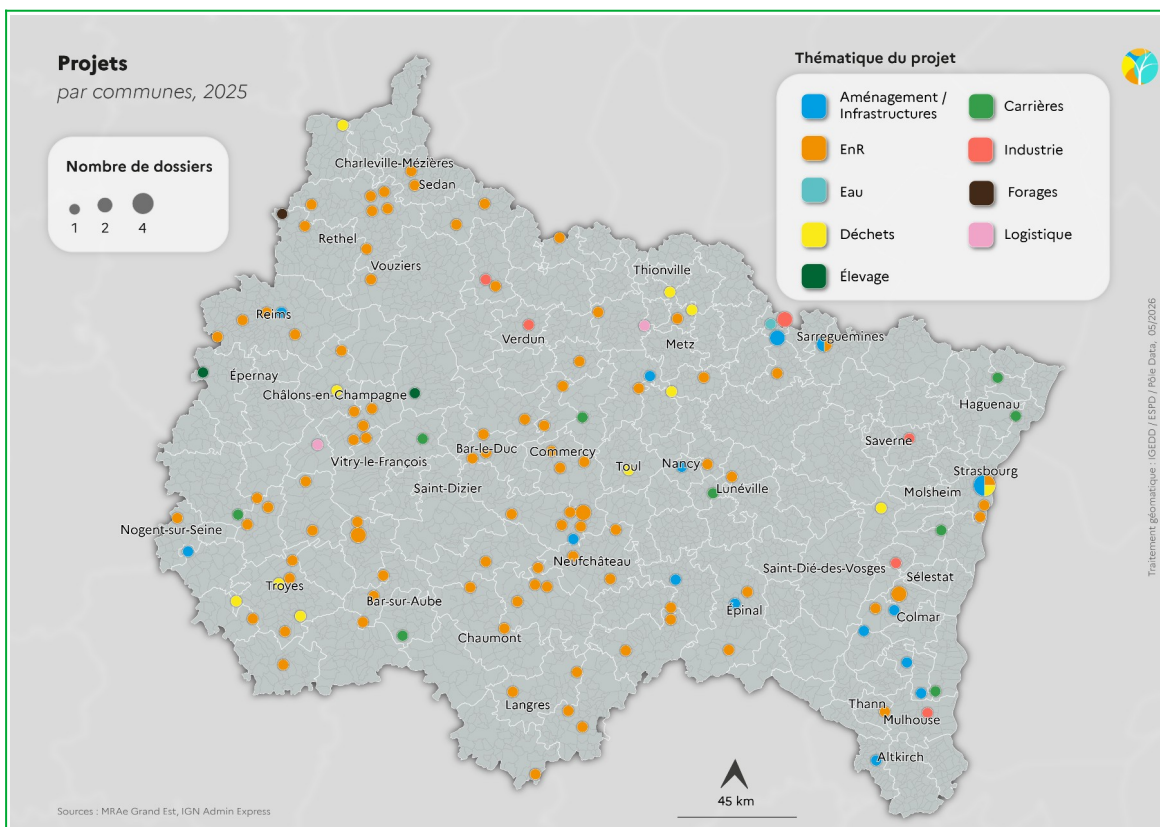 Projets
par communes, 2025
Nombre de dossiers
1 2 4
Thématique du projet
Aménagement /
Infrastructures
EnR
Eau
Déchets
Élevage
Carrières
Industrie
Forages
Logistique
Charleville-Mézières
Sedan
Rethel
Vouziers
Thionville
Reims
Verdun
Metz
Sarreguemines
Épernay
Châlons-en-Champagne
Haguenau
Saverne
Bar-le-Duc
Commercy
Vitry-le-François
Toul
Nancy
Strasbourg
Saint-Dizier
Lunéville
Molsheim
Nogent-sur-Seine
Neufchâteau
Saint-Dié-des-Vosges
Sélestat
Troyes
Bar-sur-Aube
Épinal
Colmar
Chaumont
Langres
Thann
Mulhouse
Altkirch
45 km
Sources : MRAe Grand Est, IGN Admin Express
Traitement géomatique : IGEDD / ESPD / Pôle Data, 05/2026